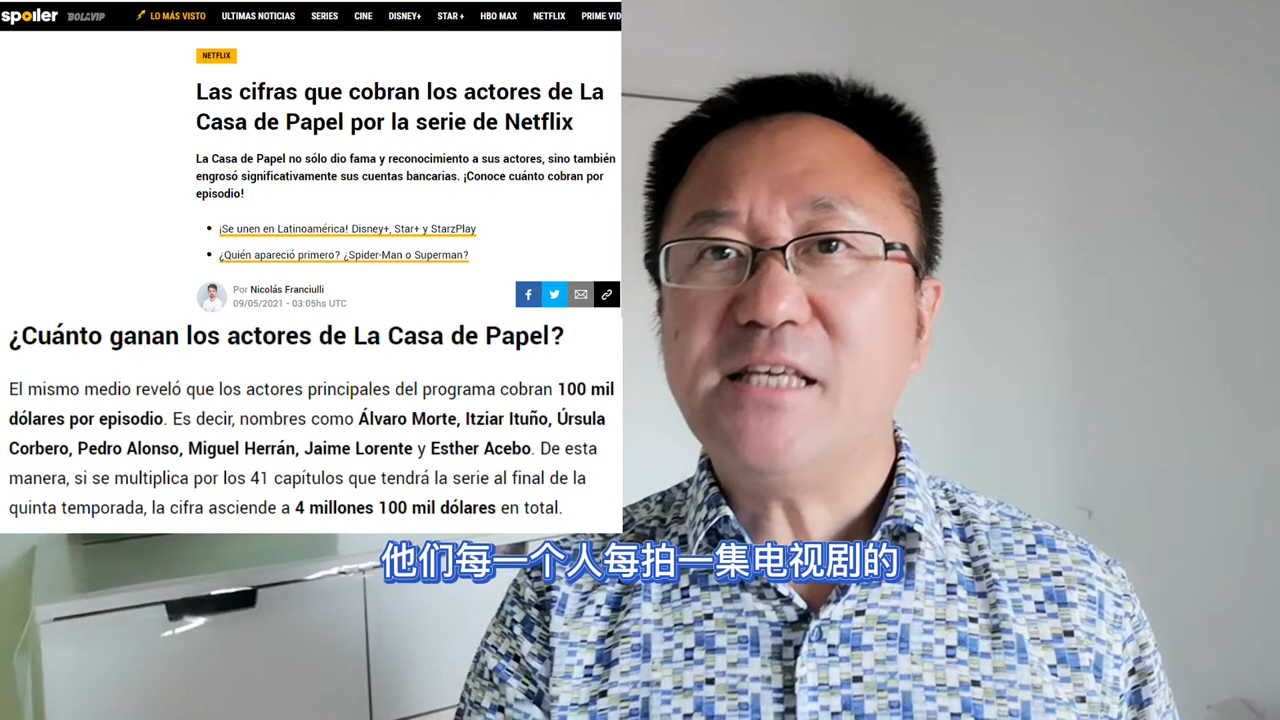 spoiler BOLAVIP LO MÁS VISTO ULTIMAS NOTICIAS SERIES CINE DISNEY+ STAR + HBO MAX NETFLIX PRIME VID
NETFLIX
Las cifras que cobran los actores de La
Casa de Papel por la serie de Netflix
La Casa de Papel no sólo dio fama y reconocimiento a sus actores, sino también
engrosó significativamente sus cuentas bancarias. ¡Conoce cuánto cobran por
episodio!
¡Se unen en Latinoamérica! Disney+, Star+ y StarzPlay
¿Quién apareció primero? ¿Spider-Man o Superman?
Por Nicolás Franciulli
09/05/2021 - 03:05hs UTC
¿Cuánto ganan los actores de La Casa de Papel?
El mismo medio reveló que los actores principales del programa cobran 100 mil
dólares por episodio. Es decir, nombres como Álvaro Morte, Itziar Ituño, Úrsula
Corbero, Pedro Alonso, Miguel Herrán, Jaime Lorente y Esther Acebo. De esta
manera, si se multiplica por los 41 capítulos que tendrá la serie al final de la
quinta temporada, la cifra asciende a 4 millones 100 mil dólares en total.
他们每一个人每拍一集电视剧的